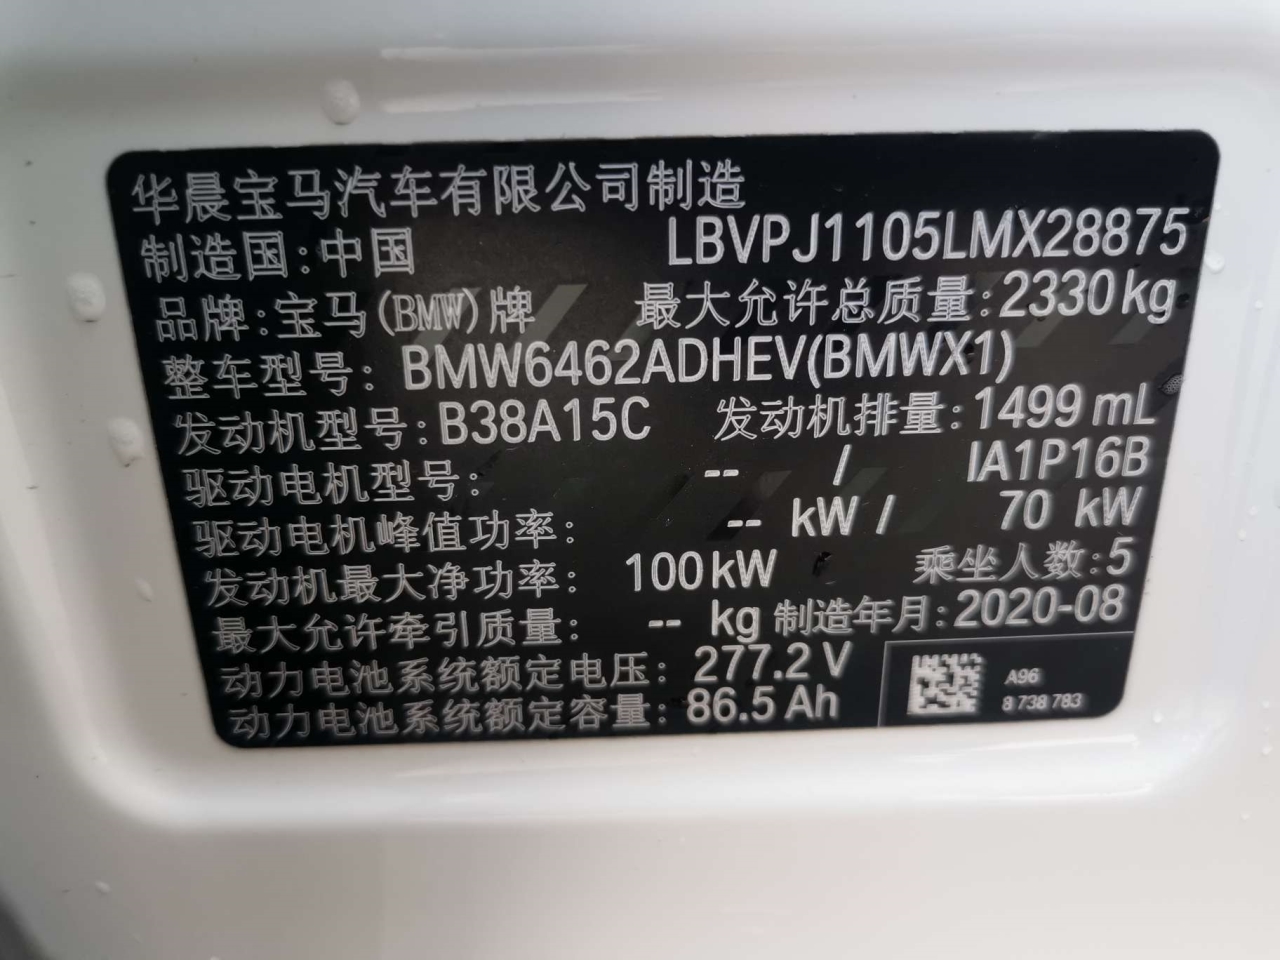 华晨宝马汽车有限公司制造
制造国:中国 LBVPJ1105LMX28875
品牌:宝马(BMW)牌 最大允许总质量:2330kg
整车型号: BMW6462ADHEV(BMWX1)
发动机型号:B38A15C 发动机排量:1499 mL
驱动电机型号: -- / IA1P16B
驱动电机峰值功率: -- kW / 70 kW
发动机最大净功率: 100kW 乘坐人数:5
最大允许牵引质量: -- kg 制造年月:2020-08
动力电池系统额定电压: 277.2 V
动力电池系统额定容量: 86.5 Ah
A96
8 738 783